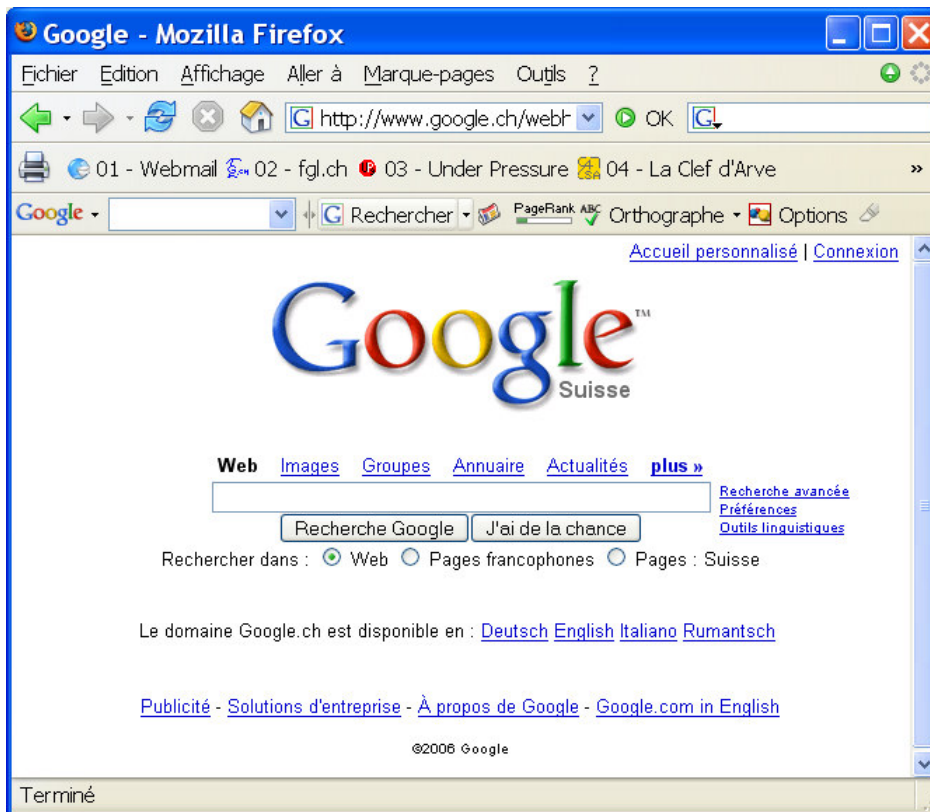 Google - Mozilla Firefox
Fichier Edition Affichage Aller à Marque-pages Outils ?
G http://www.google.ch/webh OK G
01 - Webmail 02 - fgl.ch 03 - Under Pressure 04 - La Clef d'Arve »
Google G Rechercher PageRank ABC Orthographe Options
Accueil personnalisé | Connexion
Google™
Suisse
Web Images Groupes Annuaire Actualités plus »
Recherche avancée
Préférences
Outils linguistiques
Recherche Google J'ai de la chance
Rechercher dans : Web Pages francophones Pages : Suisse
Le domaine Google.ch est disponible en : Deutsch English Italiano Rumantsch
Publicité - Solutions d'entreprise - À propos de Google - Google.com in English
©2006 Google
Terminé